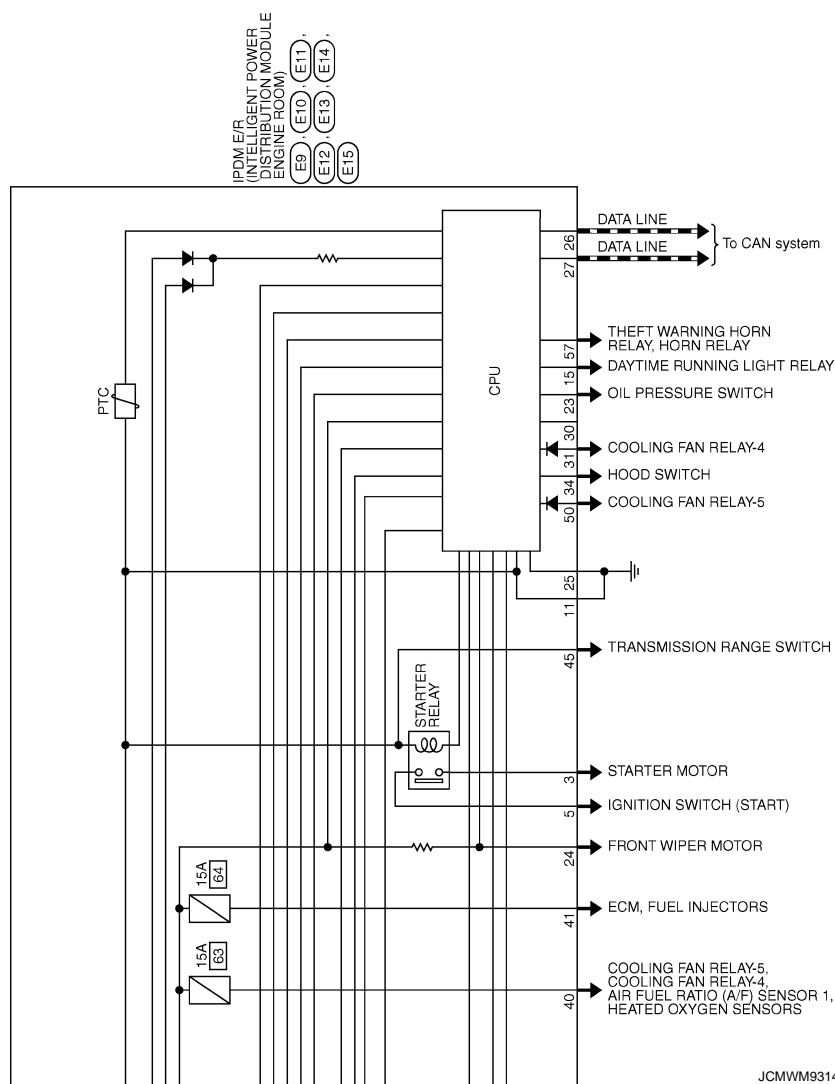 IPDM E/R
(INTELLIGENT POWER
DISTRIBUTION MODULE
ENGINE ROOM)
E9 , E10 , E11 ,
E12 , E13 , E14 ,
E15
CPU
PTC
26 DATA LINE
27 DATA LINE
To CAN system
57 THEFT WARNING HORN
RELAY, HORN RELAY
15 DAYTIME RUNNING LIGHT RELAY
23 OIL PRESSURE SWITCH
30
31 COOLING FAN RELAY-4
34 HOOD SWITCH
50 COOLING FAN RELAY-5
25
11
45 TRANSMISSION RANGE SWITCH
STARTER
RELAY
3 STARTER MOTOR
5 IGNITION SWITCH (START)
24 FRONT WIPER MOTOR
15A 64
41 ECM, FUEL INJECTORS
15A 63
40 COOLING FAN RELAY-5,
COOLING FAN RELAY-4,
AIR FUEL RATIO (A/F) SENSOR 1,
HEATED OXYGEN SENSORS
JCMWM9314